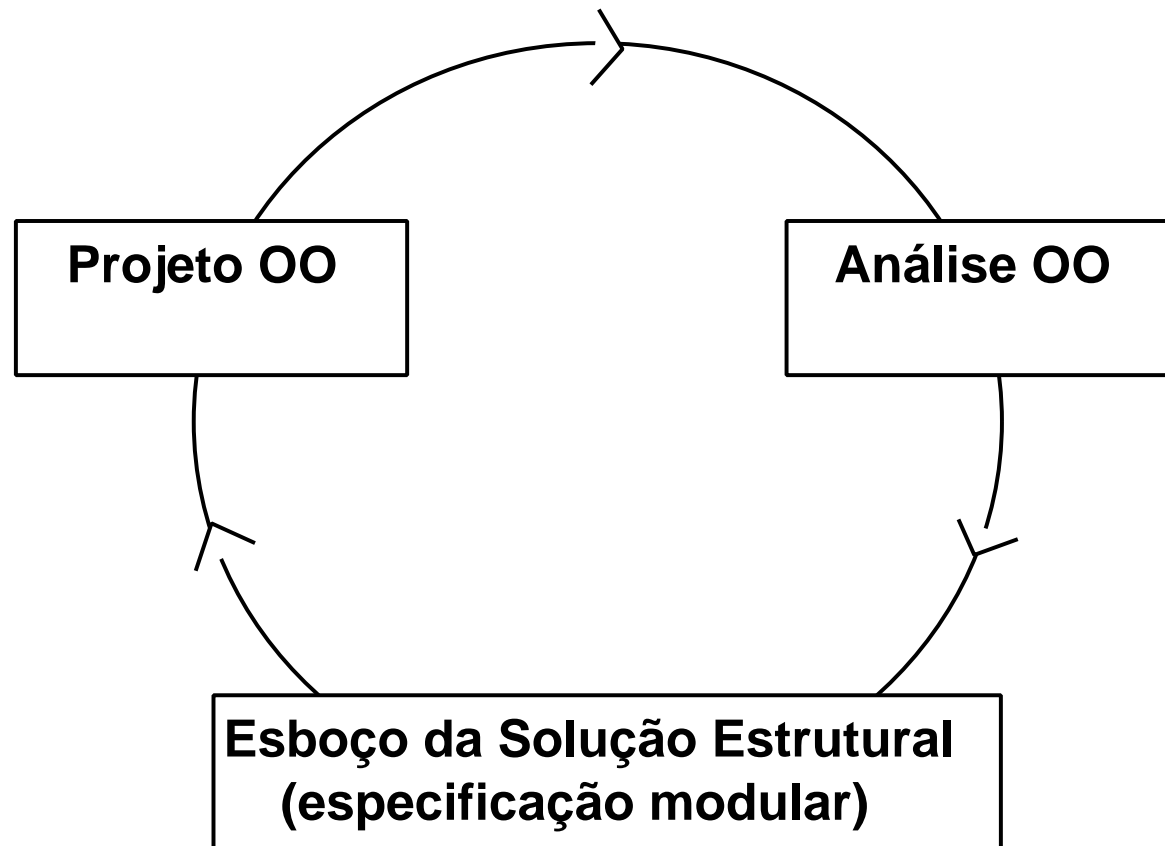 Projeto OO
Análise OO
Esboço da Solução Estrutural
(especificação modular)